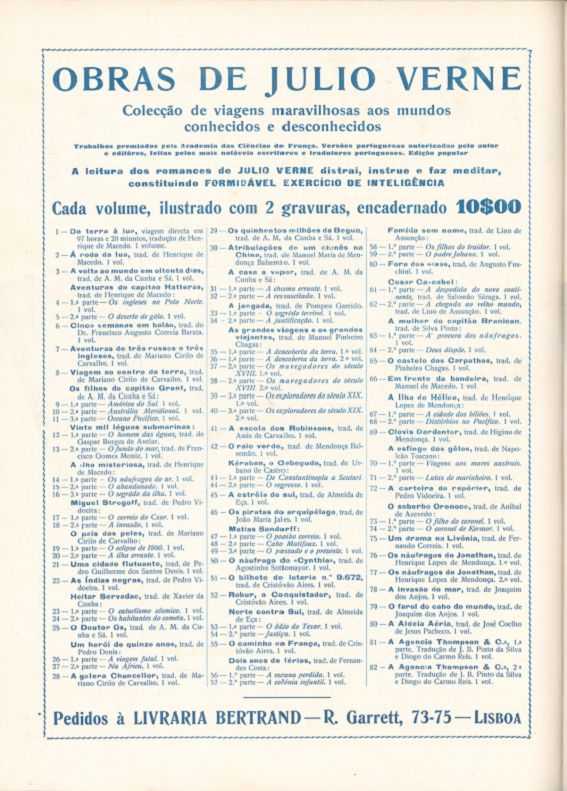 OBRAS DE JULIO VERNE
Colecção de viagens maravilhosas aos mundos
conhecidos e desconhecidos
Trabalhos premiados pela Academia das Ciências de França. Versões portuguesas autorizadas pelo autor
e editôres, feitas pelos mais notáveis escritores e tradutores portugueses. Edição popular
A leitura dos romances de JULIO VERNE distrai, instrue e faz meditar,
constituindo FORMIDÁVEL EXERCÍCIO DE INTELIGÊNCIA
Cada volume, ilustrado com 2 gravuras, encadernado 10$00
1 — Da terra à lua, viagem directa em
97 horas e 20 minutos, tradução de Hen-
rique de Macedo. 1 volume.
2 — À roda da lua, trad. de Henrique
de Macedo. 1 vol.
3 — A volta ao mundo em oitenta dias,
trad. de A. M. da Cunha e Sá. 1 vol.
Aventuras do capitão Hatteras,
trad. de Henrique de Macedo:
4 — 1.ª parte — Os ingleses no Polo Norte.
1 vol.
5 — 2.ª parte — O deserto de gêlo. 1 vol.
6 — Cinco semanas em balão, trad. do
Dr. Francisco Augusto Correia Barata.
1 vol.
7 — Aventuras de três russos e três
ingleses, trad. de Mariano Cirilo de
Carvalho. 1 vol.
8 — Viagem ao centro da terra, trad.
de Mariano Cirilo de Carvalho. 1 vol.
Os filhos do capitão Grant, trad.
de A. M. da Cunha e Sá:
9 — 1.ª parte — América do Sul. 1 vol.
10 — 2.ª parte — Austrália Meridional. 1 vol.
11 — 3.ª parte — Oceano Pacífico. 1 vol.
Vinte mil léguas submarinas:
12 — 1.ª parte — O homem das águas, trad. de
Gaspar Borges de Avelar.
13 — 2.ª parte — O fundo do mar, trad. de Fran-
cisco Gomes Moniz. 1 vol.
A ilha misteriosa, trad. de Henrique
de Macedo:
14 — 1.ª parte — Os náufragos do ar. 1 vol.
15 — 2.ª parte — O abandonado. 1 vol.
16 — 3.ª parte — O segrêdo da ilha. 1 vol.
Miguel Strogoff, trad. de Pedro Vi-
doeira:
17 — 1.ª parte — O correio do Czar. 1 vol.
18 — 2.ª parte — A invasão. 1 vol.
O país das peles, trad. de Mariano
Cirilo de Carvalho:
19 — 1.ª parte — O eclipse de 1860. 1 vol.
20 — 2.ª parte — A ilha errante. 1 vol.
21 — Uma cidade flutuante, trad. de Pe-
dro Guilherme dos Santos Denis. 1 vol.
22 — As Índias negras, trad. de Pedro Vi-
doeira. 1 vol.
Heitor Servadac, trad. de Xavier da
Cunha:
23 — 1.ª parte — O cataclismo cósmico. 1 vol.
24 — 2.ª parte — Os habitantes do cometa. 1 vol.
25 — O Doutor Ox, trad. de A. M. da Cu-
nha e Sá. 1 vol.
Um herói de quinze anos, trad. de
Pedro Denis:
26 — 1.ª parte — A viagem fatal. 1 vol.
27 — 2.ª parte — Na África. 1 vol.
28 — A galera Chancellor, trad. de Ma-
riano Cirilo de Carvalho. 1 vol.
29 — Os quinhentos milhões da Begun,
trad. de A. M. da Cunha e Sá. 1 vol.
30 — Atribulações de um chinês na
China, trad. de Manuel Maria de Men-
donça Balsemão. 1 vol.
A casa a vapor, trad. de A. M. da
Cunha e Sá:
31 — 1.ª parte — A chama errante. 1 vol.
32 — 2.ª parte — A ressuscitada. 1 vol.
A jangada, trad. de Pompeu Garrido.
33 — 1.ª parte — O segrêdo terrível. 1 vol.
34 — 2.ª parte — A justificação. 1 vol.
As grandes viagens e os grandes
viajantes, trad. de Manuel Pinheiro
Chagas:
35 — 1.ª parte — A descoberta da terra. 1.º vol.
36 — 1.ª parte — A descoberta da terra. 2.º vol.
37 — 2.ª parte — Os navegadores do século
XVIII. 1.º vol.
38 — 2.ª parte — Os navegadores do século
XVIII. 2.º vol.
39 — 3.ª parte — Os exploradores do século XIX.
1.º vol.
40 — 3.ª parte — Os exploradores do século XIX.
2.º vol.
41 — A escola dos Robinsons, trad. de
Assis de Carvalho. 1 vol.
42 — O raio verde, trad. de Mendonça Bal-
semão. 1 vol.
Kéraban, o Cabeçudo, trad. de Ur-
bano de Castro:
43 — 1.ª parte — De Constantinopla a Scutari.
44 — 2.ª parte — O regresso. 1 vol.
45 — A estrêla do sul, trad. de Almeida de
Eça. 1 vol.
46 — Os piratas do arquipélago, trad. de
João Maria Jales. 1 vol.
Matias Sandorff:
47 — 1.ª parte — O pombo correio. 1 vol.
48 — 2.ª parte — Cabo Matifoux. 1 vol.
49 — 3.ª parte — O passado e o presente. 1 vol.
50 — O náufrago do «Cynthia», trad. de
Agostinho Sottomayor. 1 vol.
51 — O bilhete de lotaria n.º 9.672,
trad. de Cristóvão Aires. 1 vol.
52 — Robur, o Conquistador, trad. de
Cristóvão Aires. 1 vol.
Norte contra Sul, trad. de Almeida
de Eça:
53 — 1.ª parte — O ódio de Texar. 1 vol.
54 — 2.ª parte — Justiça. 1 vol.
55 — O caminho da França, trad. de Cris-
tóvão Aires. 1 vol.
Dois anos de férias, trad. de Fernan-
des Costa:
56 — 1.ª parte — A escuna perdida. 1 vol.
57 — 2.ª parte — A colónia infantil. 1 vol.
Família sem nome, trad. de Lino de
Assunção:
58 — 1.ª parte — Os filhos do traidor. 1 vol.
59 — 2.ª parte — O padre Johann. 1 vol.
60 — Fora dos eixos, trad. de Augusto Fus-
chini. 1 vol.
Cesar Cascabel:
61 — 1.ª parte — A despedida do novo conti-
nente, trad. de Salomão Sáraga. 1 vol.
62 — 2.ª parte — A chegada ao velho mundo,
trad. de Lino de Assunção. 1 vol.
A mulher do capitão Branican,
trad. de Silva Pinto:
63 — 1.ª parte — À procura dos náufragos.
1 vol.
64 — 2.ª parte — Deus dispõe. 1 vol.
65 — O castelo dos Carpathos, trad. de
Pinheiro Chagas. 1 vol.
66 — Em frente da bandeira, trad. de
Manuel de Macedo. 1 vol.
A Ilha de Hélice, trad. de Henrique
Lopes de Mendonça:
67 — 1.ª parte — A cidade dos biliões. 1 vol.
68 — 2.ª parte — Distúrbios no Pacífico. 1 vol.
69 — Clovis Dardentor, trad. de Higino de
Mendonça. 1 vol.
A esfinge dos gêlos, trad. de Napo-
leão Toscano:
70 — 1.ª parte — Viagens aos mares austrais.
1 vol.
71 — 2.ª parte — Lutas de marinheiro. 1 vol.
72 — A carteira do repórter, trad. de
Pedro Vidoeira. 1 vol.
O soberbo Orenoco, trad. de Aníbal
de Azevedo:
73 — 1.ª parte — O filho do coronel. 1 vol.
74 — 2.ª parte — O coronel de Kermor. 1 vol.
75 — Um drama na Livónia, trad. de Fer-
nando Correia. 1 vol.
76 — Os náufragos do Jonathan, trad. de
Henrique Lopes de Mendonça. 1.º vol.
77 — Os náufragos do Jonathan, trad. de
Henrique Lopes de Mendonça. 2.º vol.
78 — A invasão do mar, trad. de Joaquim
dos Anjos. 1 vol.
79 — O farol do cabo do mundo, trad. de
Joaquim dos Anjos. 1 vol.
80 — A Aldeia Aéria, trad. de José Coelho
de Jesus Pacheco. 1 vol.
81 — A Agencia Thompson & C.ª, 1.ª
parte. Tradução de J. B. Pinto da Silva
e Diogo do Carmo Reis. 1 vol.
82 — A Agencia Thompson & C.ª, 2.ª
parte. Tradução de J. B. Pinto da Silva
e Diogo do Carmo Reis. 1 vol.
Pedidos à LIVRARIA BERTRAND — R. Garrett, 73-75 — LISBOA